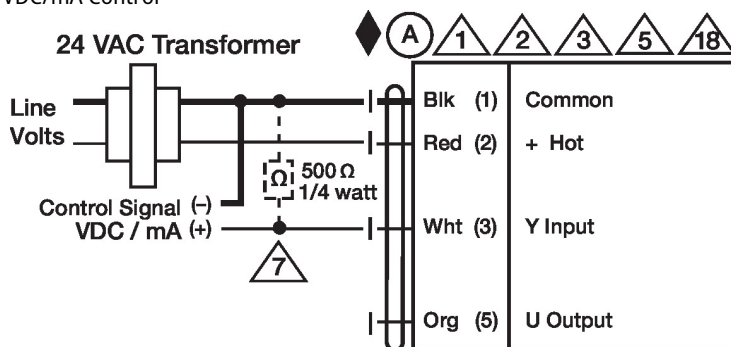 VDC/mA Control
24 VAC Transformer
A 1 2 3 5 18
Line
Volts
Blk (1) Common
Red (2) + Hot
Ω 500 Ω
1/4 watt
Control Signal (–)
VDC / mA (+)
Wht (3) Y Input
7
Org (5) U Output